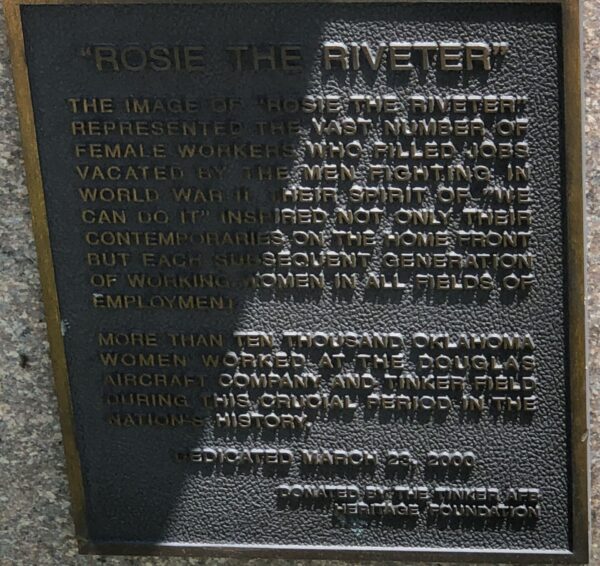 "ROSIE THE RIVETER"
THE IMAGE OF "ROSIE THE RIVETER"
REPRESENTED THE VAST NUMBER OF
FEMALE WORKERS WHO FILLED JOBS
VACATED BY THE MEN FIGHTING IN
WORLD WAR II. THEIR SPIRIT OF "WE
CAN DO IT" INSPIRED NOT ONLY THEIR
CONTEMPORARIES ON THE HOME FRONT
BUT EACH SUBSEQUENT GENERATION
OF WORKING WOMEN IN ALL FIELDS OF
EMPLOYMENT.
MORE THAN TEN THOUSAND OKLAHOMA
WOMEN WORKED AT THE DOUGLAS
AIRCRAFT COMPANY AND TINKER FIELD
DURING THIS CRUCIAL PERIOD IN THE
NATION'S HISTORY.
DEDICATED MARCH 23, 2000
DONATED BY THE TINKER AFB
HERITAGE FOUNDATION